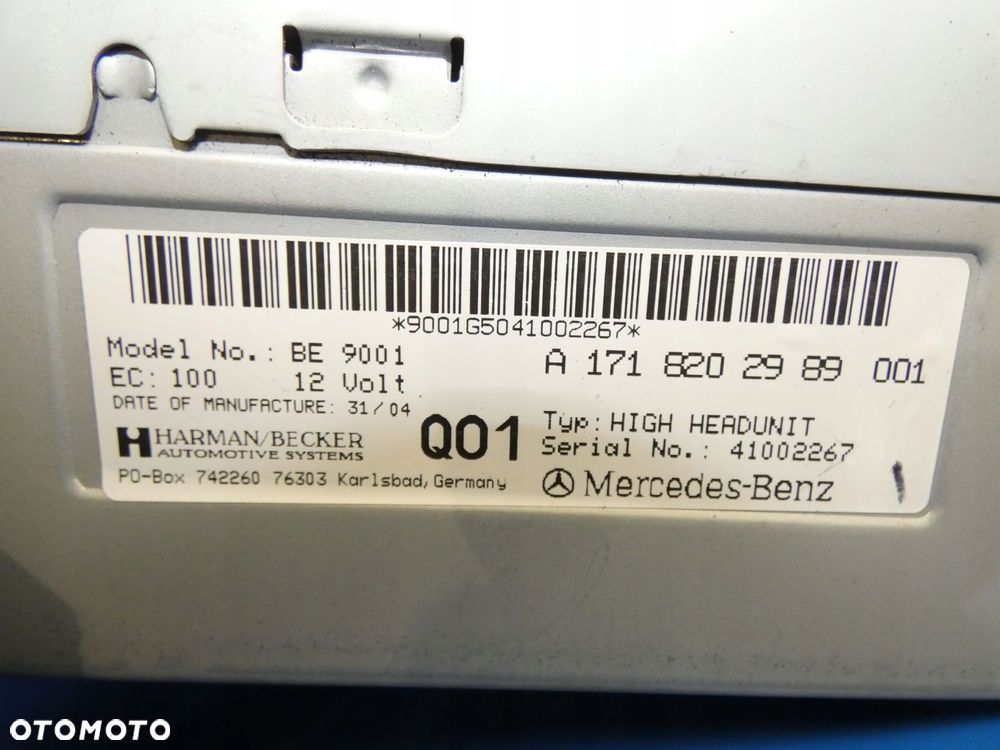 *9001G5041002267*
Model No.: BE 9001
A 171 820 29 89 001
EC: 100 12 Volt
DATE OF MANUFACTURE: 31/04
Typ: HIGH HEADUNIT
HARMAN/BECKER
AUTOMOTIVE SYSTEMS
Q01
Serial No.: 41002267
PO-Box 742260 76303 Karlsbad, Germany
Mercedes-Benz
OTOMOTO